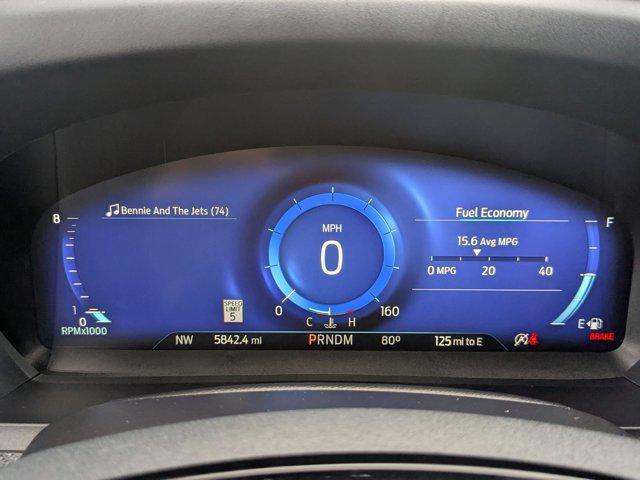 Bennie And The Jets (74)
8
1
0
RPMx1000
SPEED
LIMIT
5
MPH
0
0 160
C H
Fuel Economy
15.6 Avg MPG
0 MPG 20 40
F
E
NW 5842.4 mi PRNDM 80° 125 mi to E
BRAKE